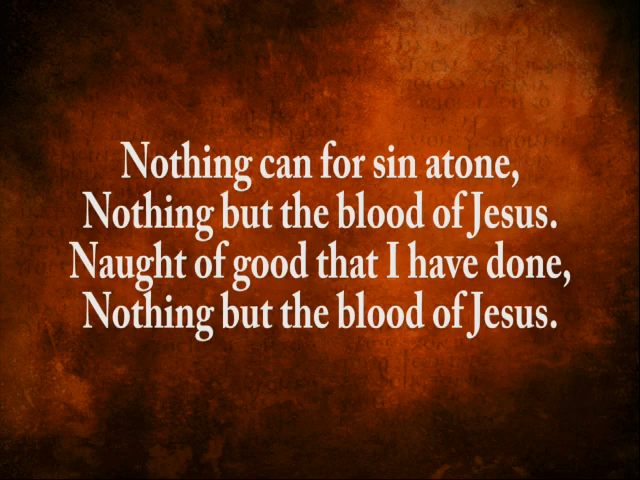 Nothing can for sin atone,
Nothing but the blood of Jesus.
Naught of good that I have done,
Nothing but the blood of Jesus.